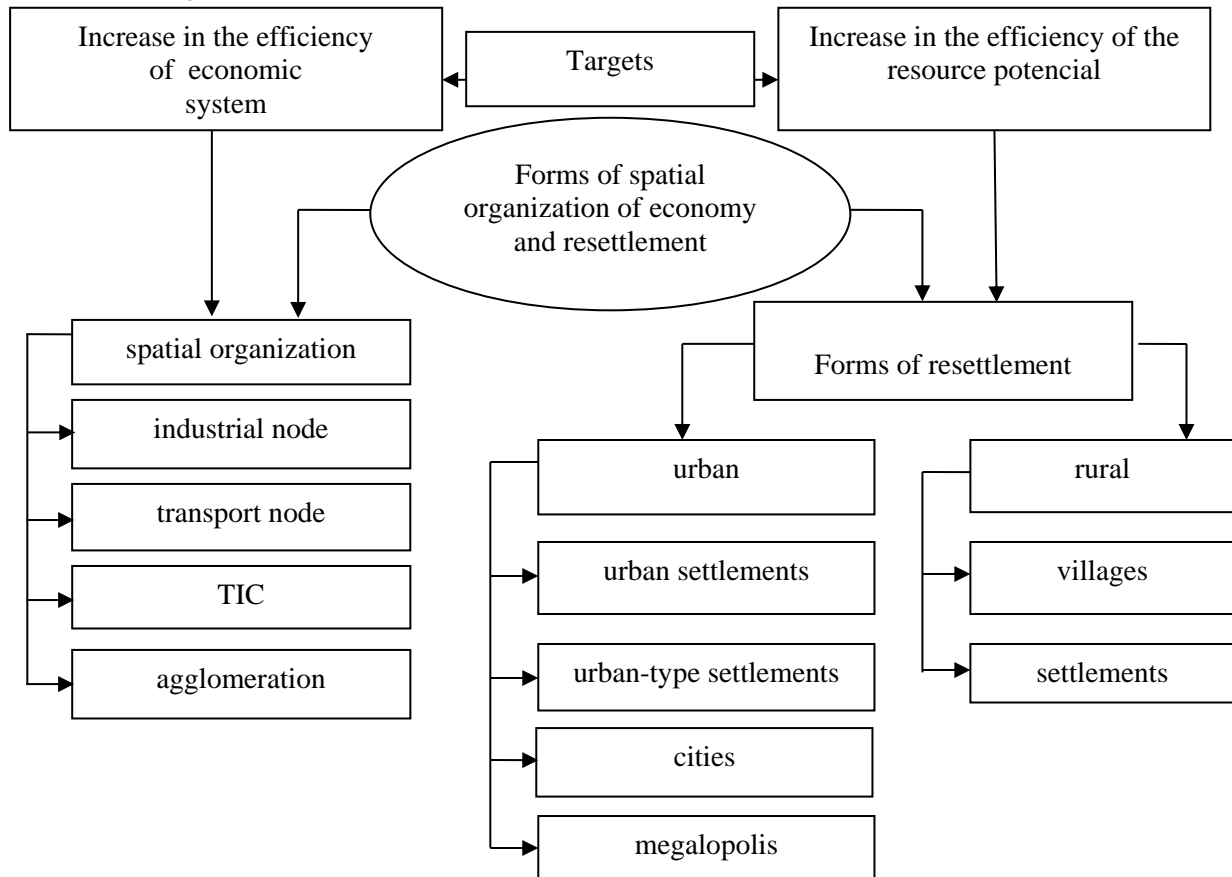 Increase in the efficiency
of economic
system
Targets
Increase in the efficiency of the
resource potencial
Forms of spatial
organization of economy
and resettlement
spatial organization
industrial node
transport node
TIC
agglomeration
Forms of resettlement
urban
urban settlements
urban-type settlements
cities
megalopolis
rural
villages
settlements